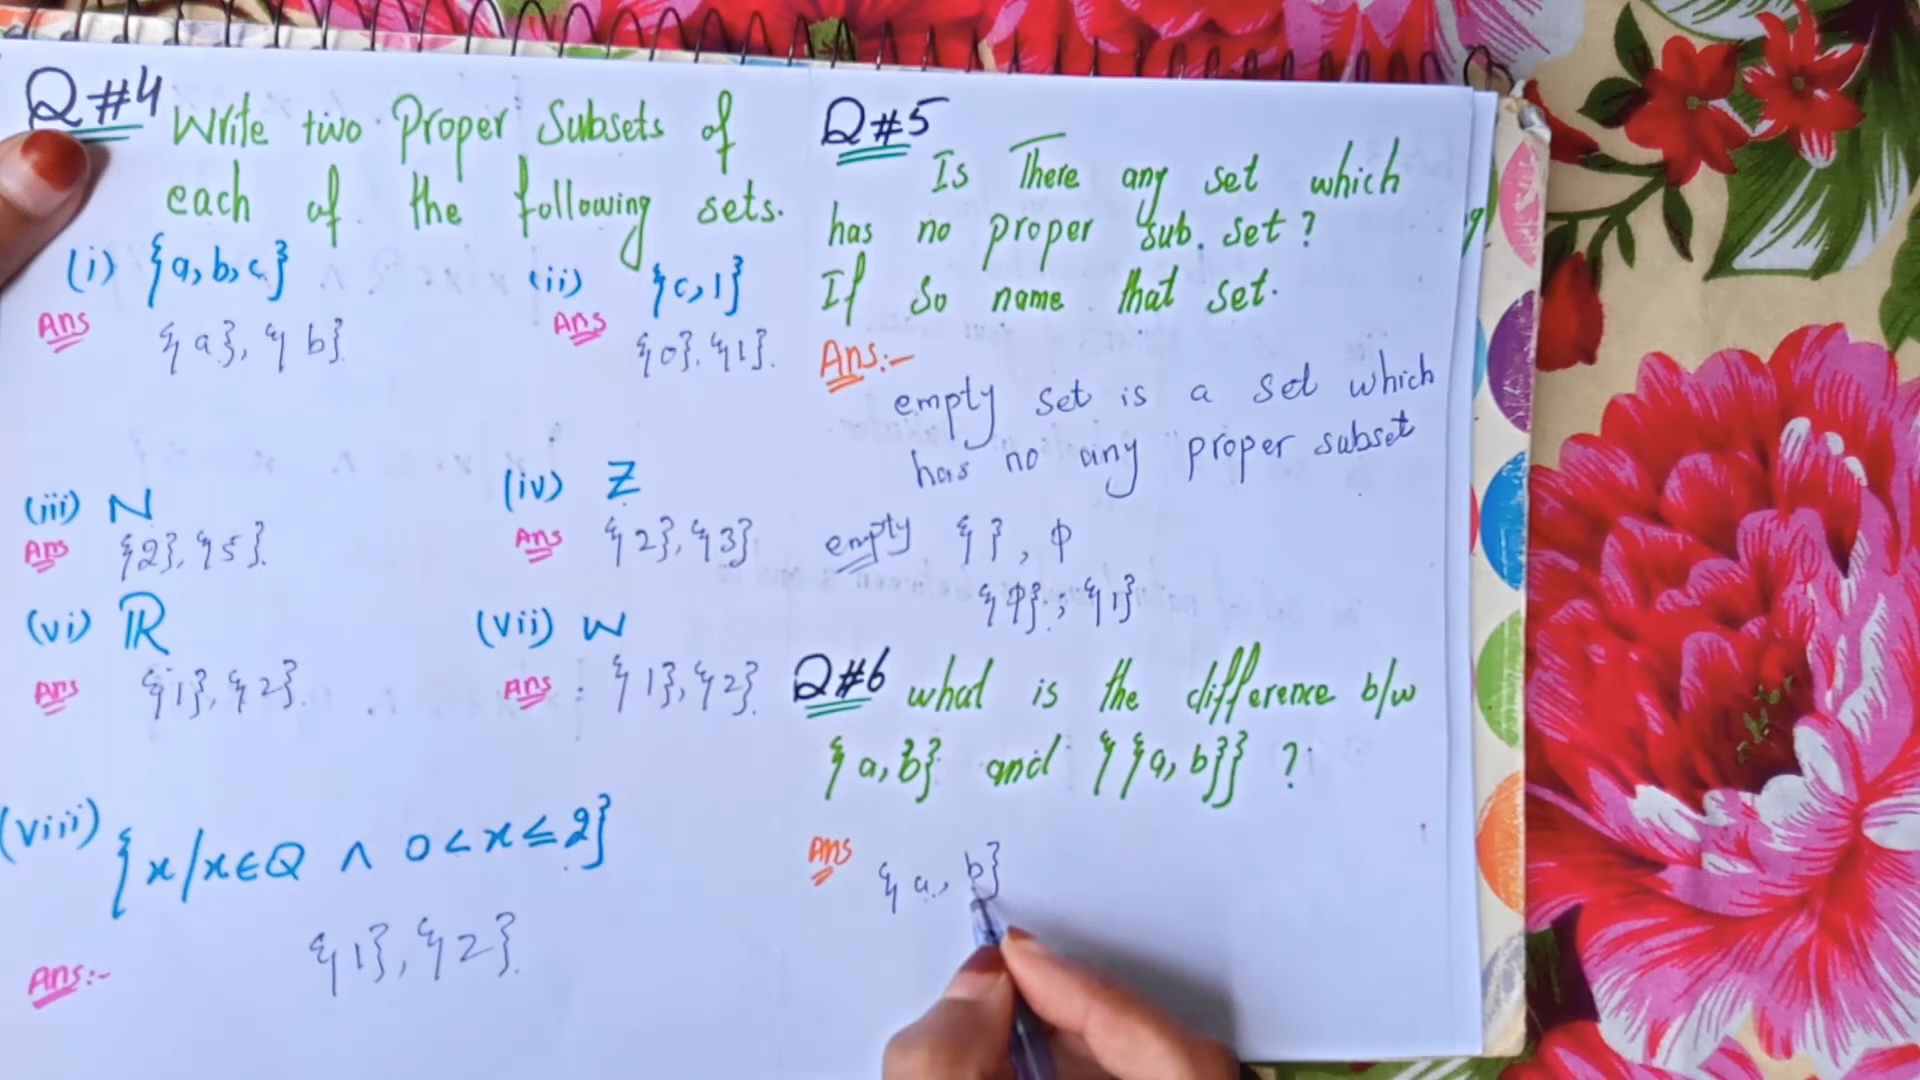 Q#4
Write two Proper Subsets of
each of the following sets.
(i) {a, b, c}
Ans {a}, {b}
(ii) {c, 1}
Ans {0}, {1}.
(iii) N
Ans {2}, {5}.
(iv) Z
Ans {2}, {3}
(vi) ℝ
Ans {1}, {2}.
(vii) W
Ans {1}, {2}.
(viii) {x/x∈Q ∧ 0<x≤2}
Ans:- {1}, {2}.
Q#5
Is There any set which
has no proper sub.set?
If so name that set.
Ans:-
empty set is a set which
has no any proper subset
empty { }, φ
{φ}; {1}
Q#6 what is the difference b/w
{a, b} and {{a, b}} ?
Ans {a, b}